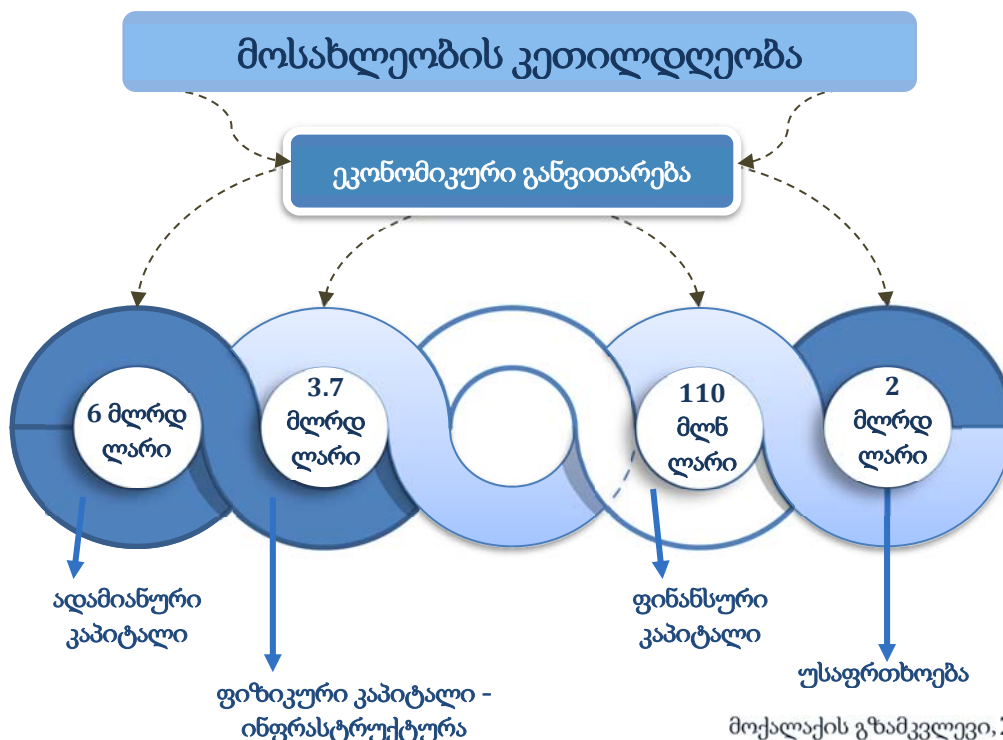 მოსახლეობის კეთილდღეობა
ეკონომიკური განვითარება
6 მლრდ
ლარი
3.7
მლრდ
ლარი
110
მლნ
ლარი
2
მლრდ
ლარი
ადამიანური
კაპიტალი
ფიზიკური კაპიტალი -
ინფრასტრუქტურა
ფინანსური
კაპიტალი
უსაფრთხოება
მოქალაქის გზამკვლევი,